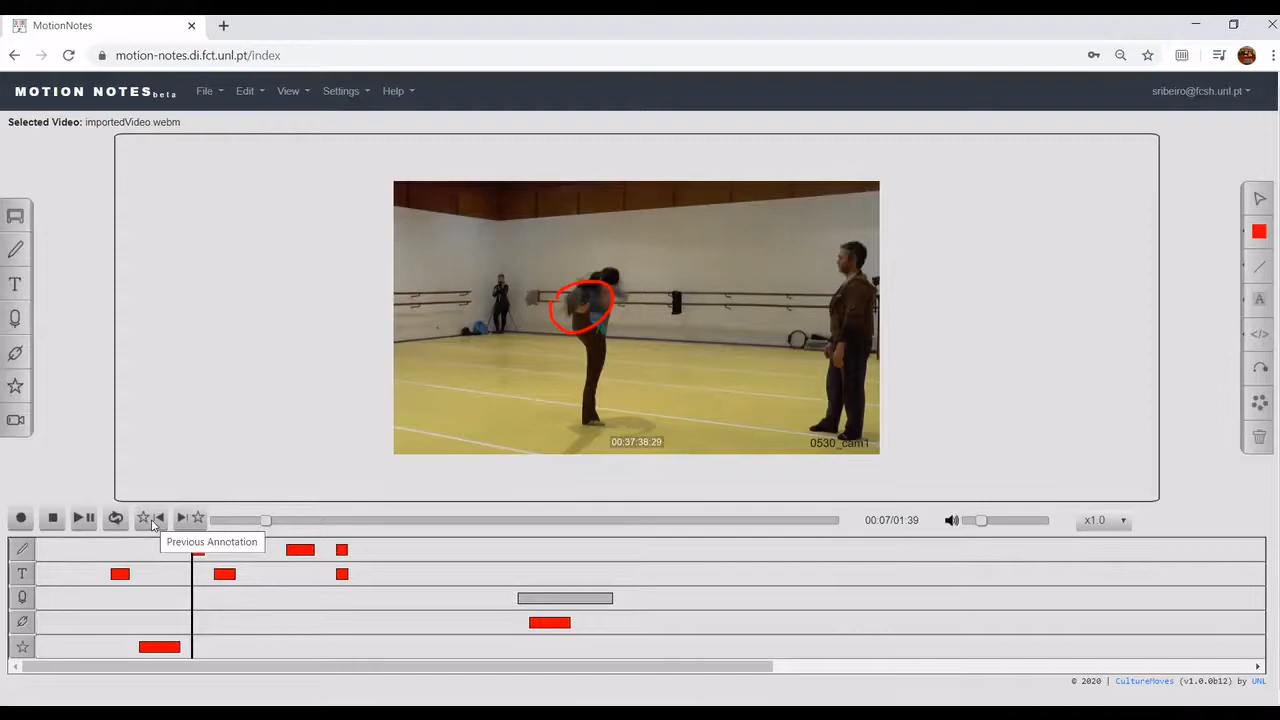 MotionNotes
motion-notes.di.fct.unl.pt/index
MOTION NOTES beta File Edit View Settings Help sribeiro@fcsh.unl.pt
Selected Video: importedVideo.webm
T
A
</>
00:37:38:29
0530_cam1
00:07/01:39
x1.0
Previous Annotation
T
© 2020 | CultureMoves (v1.0.0b12) by UNL